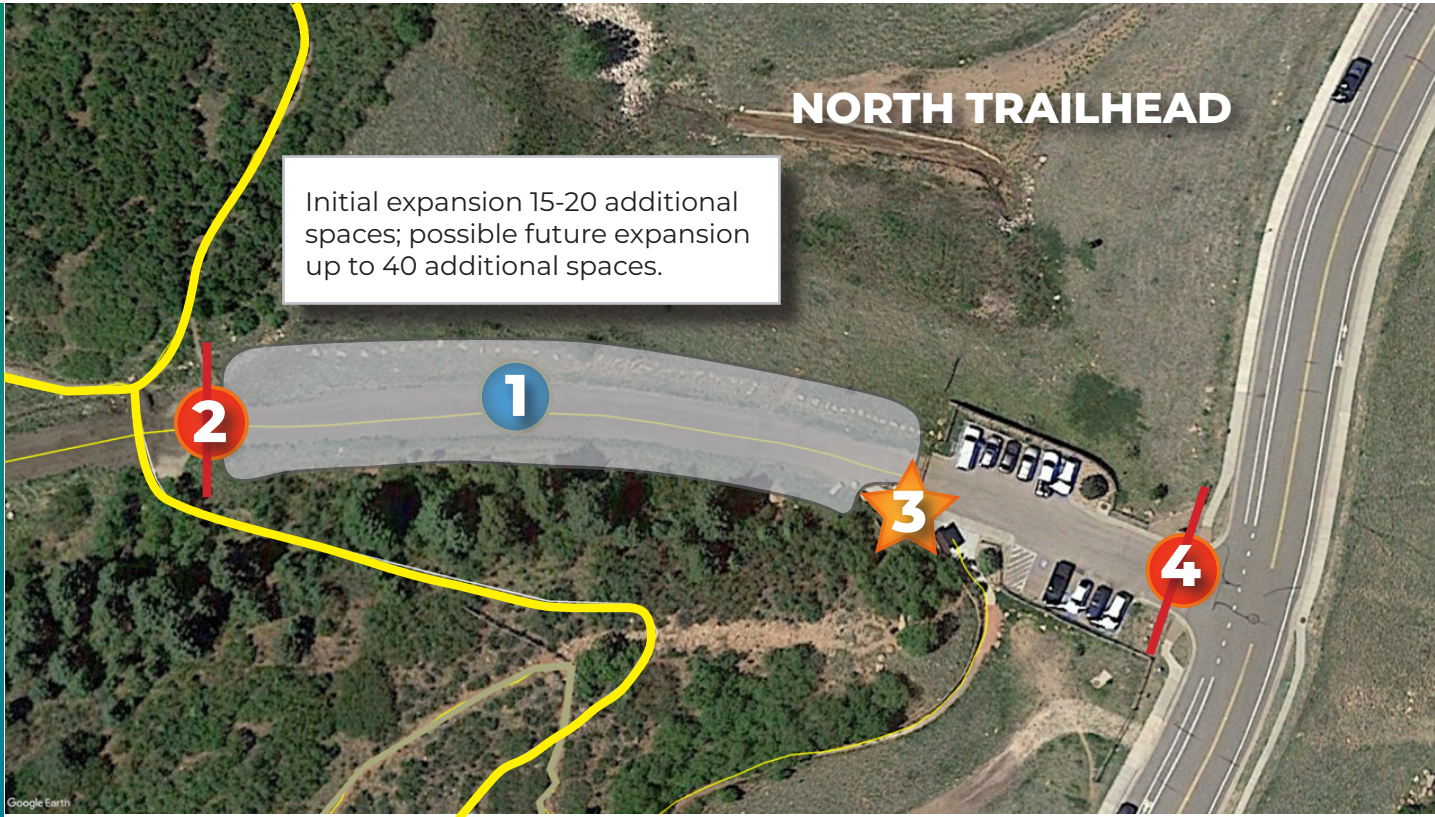 NORTH TRAILHEAD
Initial expansion 15-20 additional
spaces; possible future expansion
up to 40 additional spaces.
1
2
3
4
Google Earth